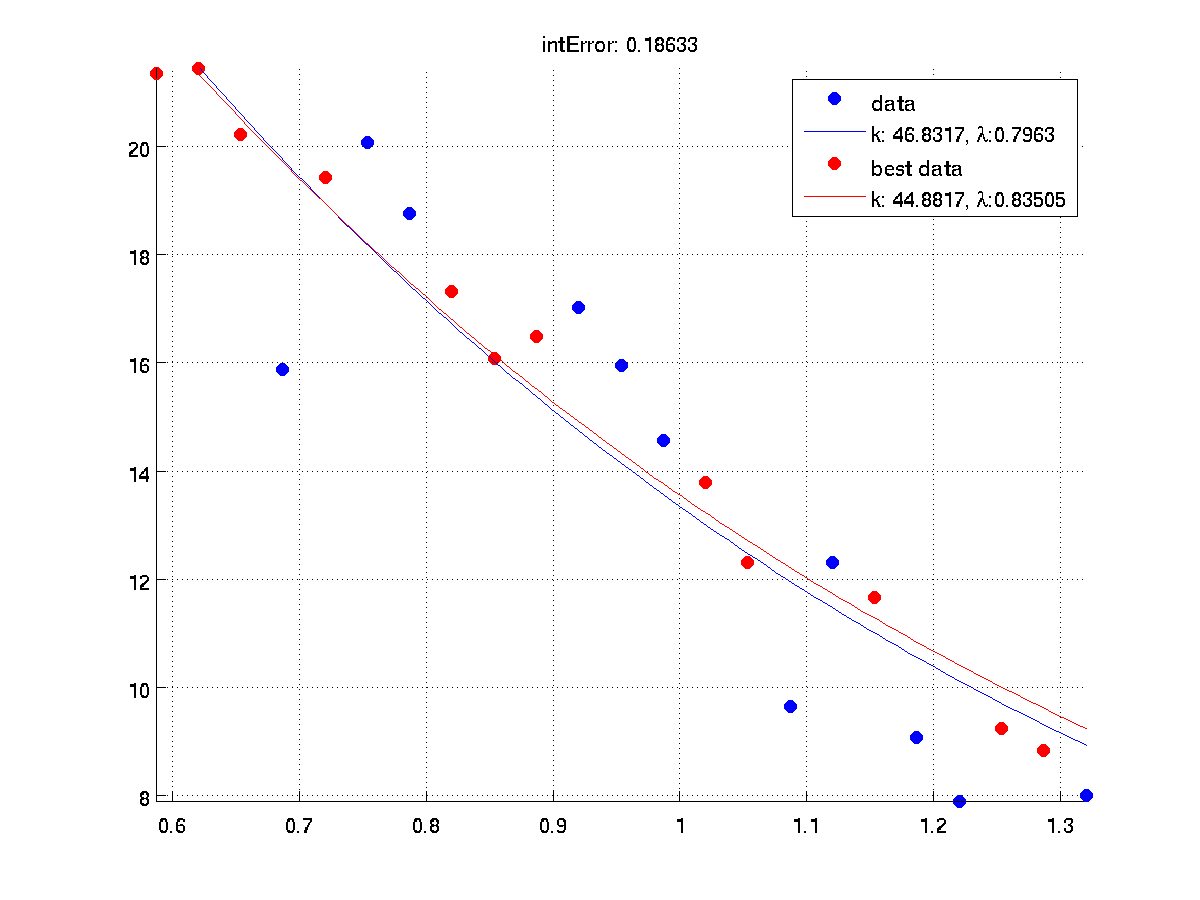 intError: 0.18633
data
k: 46.8317, λ:0.7963
best data
k: 44.8817, λ:0.83505
20
18
16
14
12
10
8
0.6 0.7 0.8 0.9 1 1.1 1.2 1.3